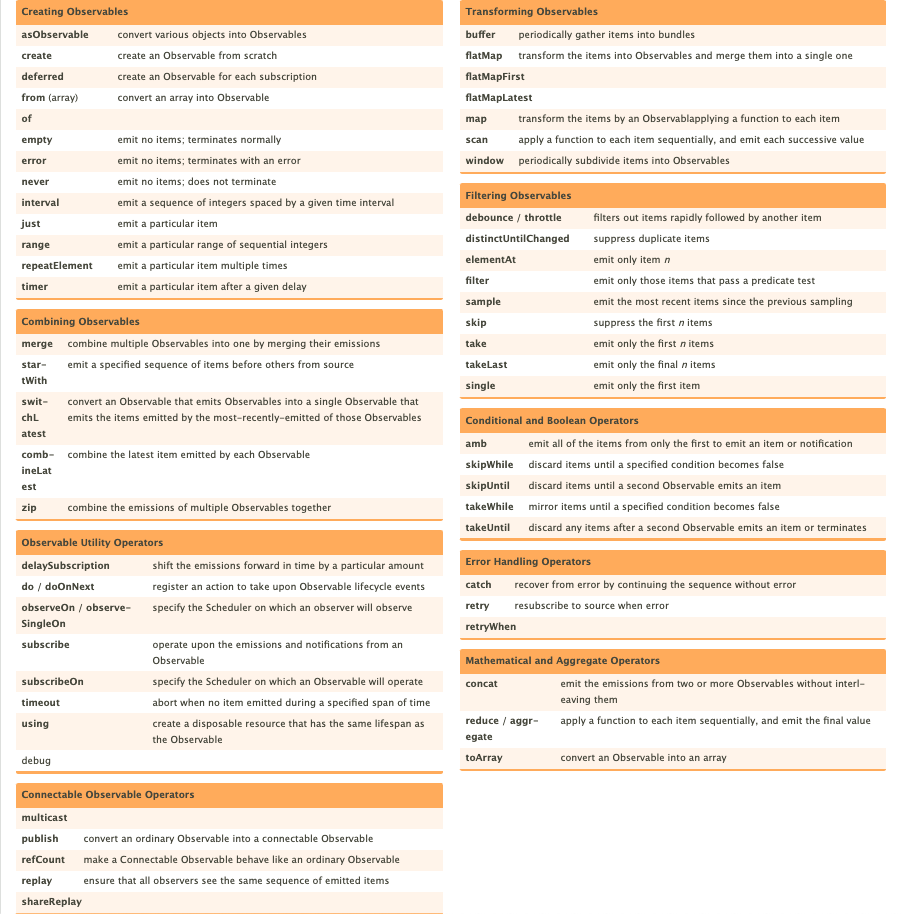 Creating Observables
asObservable convert various objects into Observables
create create an Observable from scratch
deferred create an Observable for each subscription
from (array) convert an array into Observable
of
empty emit no items; terminates normally
error emit no items; terminates with an error
never emit no items; does not terminate
interval emit a sequence of integers spaced by a given time interval
just emit a particular item
range emit a particular range of sequential integers
repeatElement emit a particular item multiple times
timer emit a particular item after a given delay
Combining Observables
merge combine multiple Observables into one by merging their emissions
star- emit a specified sequence of items before others from source
tWith
swit- convert an Observable that emits Observables into a single Observable that
chL emits the items emitted by the most-recently-emitted of those Observables
atest
comb- combine the latest item emitted by each Observable
ineLat
est
zip combine the emissions of multiple Observables together
Observable Utility Operators
delaySubscription shift the emissions forward in time by a particular amount
do / doOnNext register an action to take upon Observable lifecycle events
observeOn / observe- specify the Scheduler on which an observer will observe
SingleOn
subscribe operate upon the emissions and notifications from an
Observable
subscribeOn specify the Scheduler on which an Observable will operate
timeout abort when no item emitted during a specified span of time
using create a disposable resource that has the same lifespan as
the Observable
debug
Connectable Observable Operators
multicast
publish convert an ordinary Observable into a connectable Observable
refCount make a Connectable Observable behave like an ordinary Observable
replay ensure that all observers see the same sequence of emitted items
shareReplay
Transforming Observables
buffer periodically gather items into bundles
flatMap transform the items into Observables and merge them into a single one
flatMapFirst
flatMapLatest
map transform the items by an Observablapplying a function to each item
scan apply a function to each item sequentially, and emit each successive value
window periodically subdivide items into Observables
Filtering Observables
debounce / throttle filters out items rapidly followed by another item
distinctUntilChanged suppress duplicate items
elementAt emit only item n
filter emit only those items that pass a predicate test
sample emit the most recent items since the previous sampling
skip suppress the first n items
take emit only the first n items
takeLast emit only the final n items
single emit only the first item
Conditional and Boolean Operators
amb emit all of the items from only the first to emit an item or notification
skipWhile discard items until a specified condition becomes false
skipUntil discard items until a second Observable emits an item
takeWhile mirror items until a specified condition becomes false
takeUntil discard any items after a second Observable emits an item or terminates
Error Handling Operators
catch recover from error by continuing the sequence without error
retry resubscribe to source when error
retryWhen
Mathematical and Aggregate Operators
concat emit the emissions from two or more Observables without interl-
eaving them
reduce / aggr- apply a function to each item sequentially, and emit the final value
egate
toArray convert an Observable into an array